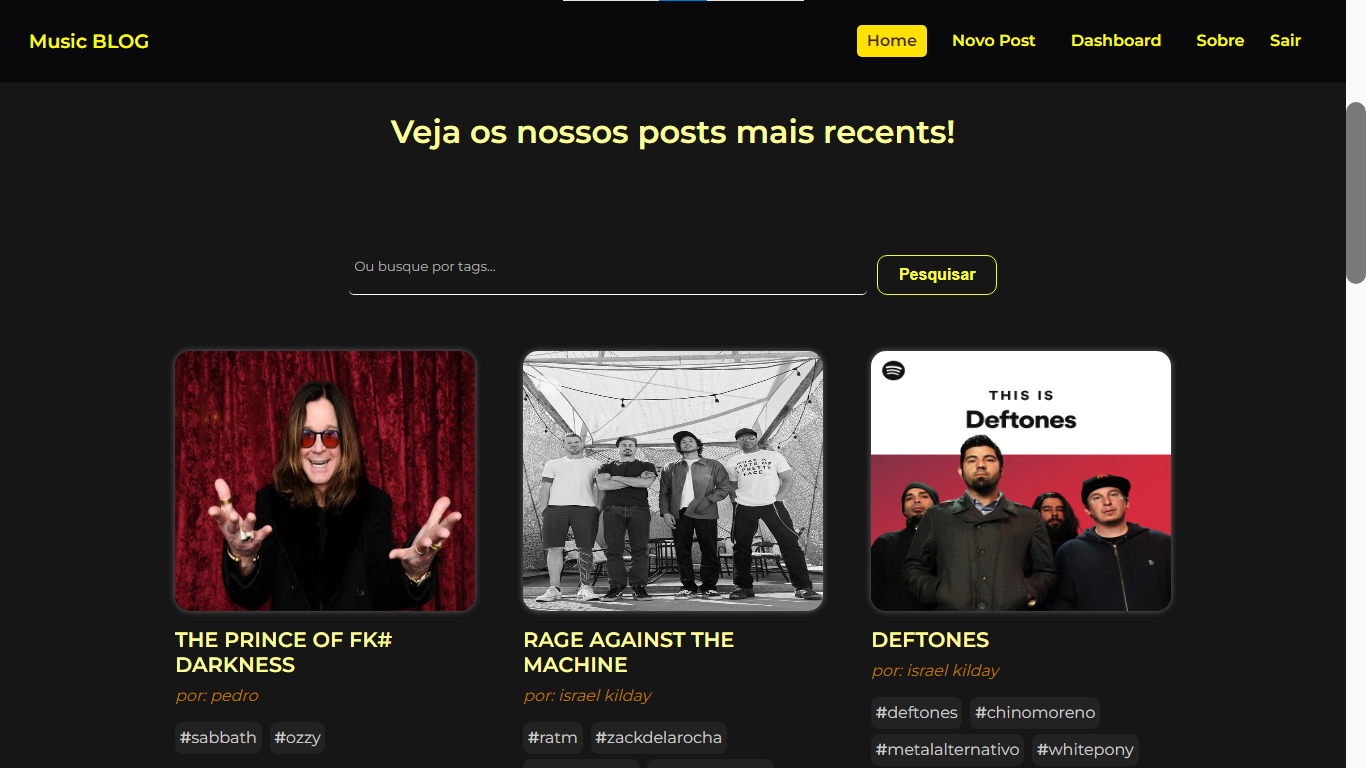 Music BLOG
Home
Novo Post
Dashboard
Sobre
Sair
Veja os nossos posts mais recents!
Ou busque por tags...
Pesquisar
THIS IS
Deftones
THE PRINCE OF FK#
DARKNESS
por: pedro
#sabbath #ozzy
RAGE AGAINST THE
MACHINE
por: israel kilday
#ratm #zackdelarocha
DEFTONES
por: israel kilday
#deftones #chinomoreno
#metalalternativo #whitepony